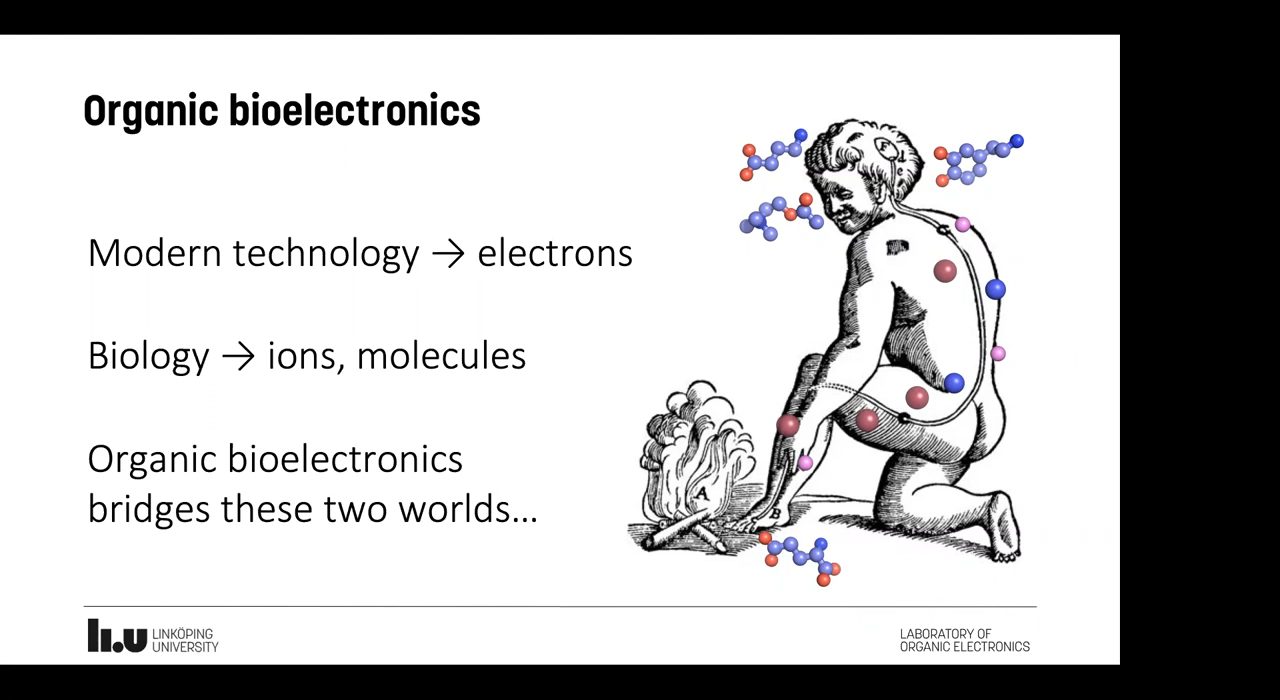 Organic bioelectronics
Modern technology → electrons
Biology → ions, molecules
Organic bioelectronics
bridges these two worlds...
A
B
F
li.u LINKÖPING
UNIVERSITY
LABORATORY OF
ORGANIC ELECTRONICS